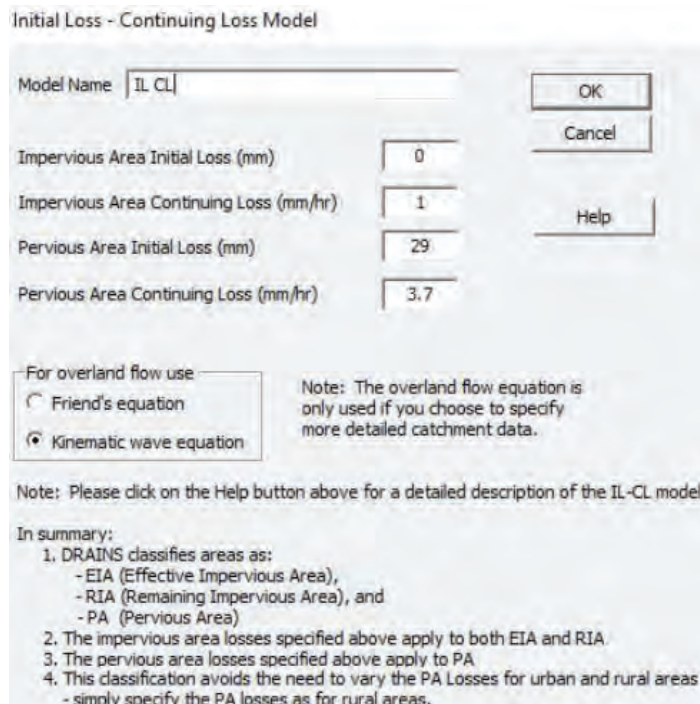 Initial Loss - Continuing Loss Model
Model Name IL CL
OK
Cancel
Impervious Area Initial Loss (mm) 0
Impervious Area Continuing Loss (mm/hr) 1
Help
Pervious Area Initial Loss (mm) 29
Pervious Area Continuing Loss (mm/hr) 3.7
For overland flow use
Friend's equation
Kinematic wave equation
Note: The overland flow equation is
only used if you choose to specify
more detailed catchment data.
Note: Please click on the Help button above for a detailed description of the IL-CL model
In summary:
1. DRAINS classifies areas as:
- EIA (Effective Impervious Area),
- RIA (Remaining Impervious Area), and
- PA (Pervious Area)
2. The impervious area losses specified above apply to both EIA and RIA
3. The pervious area losses specified above apply to PA
4. This classification avoids the need to vary the PA Losses for urban and rural areas
- simply specify the PA losses as for rural areas.